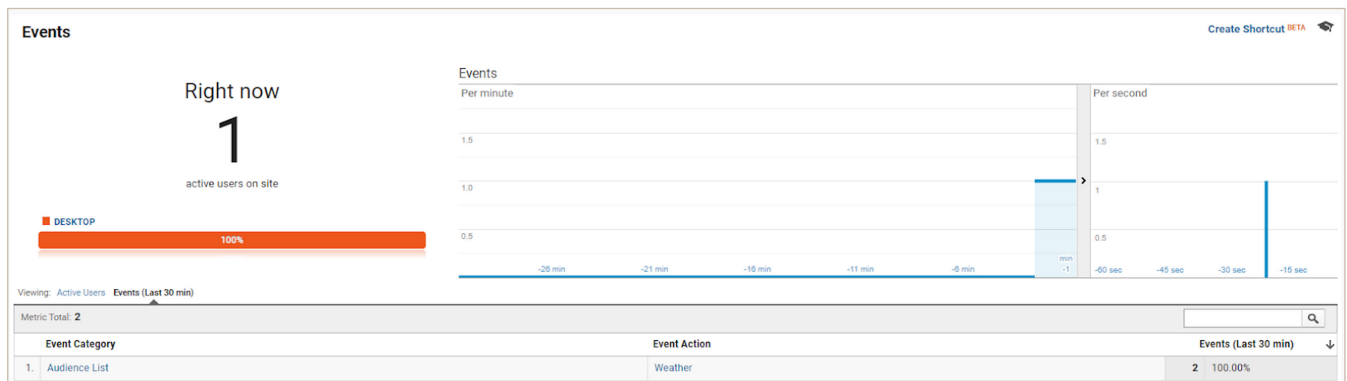 Events
Create Shortcut BETA
Right now
1
active users on site
DESKTOP
100%
Events
Per minute
1.5
1.0
0.5
-26 min
-21 min
-16 min
-11 min
-6 min
min
-1
Per second
1.5
1
0.5
-60 sec
-45 sec
-30 sec
-15 sec
Viewing: Active Users Events (Last 30 min)
Metric Total: 2
Event Category Event Action Events (Last 30 min)
1. Audience List Weather 2 100.00%